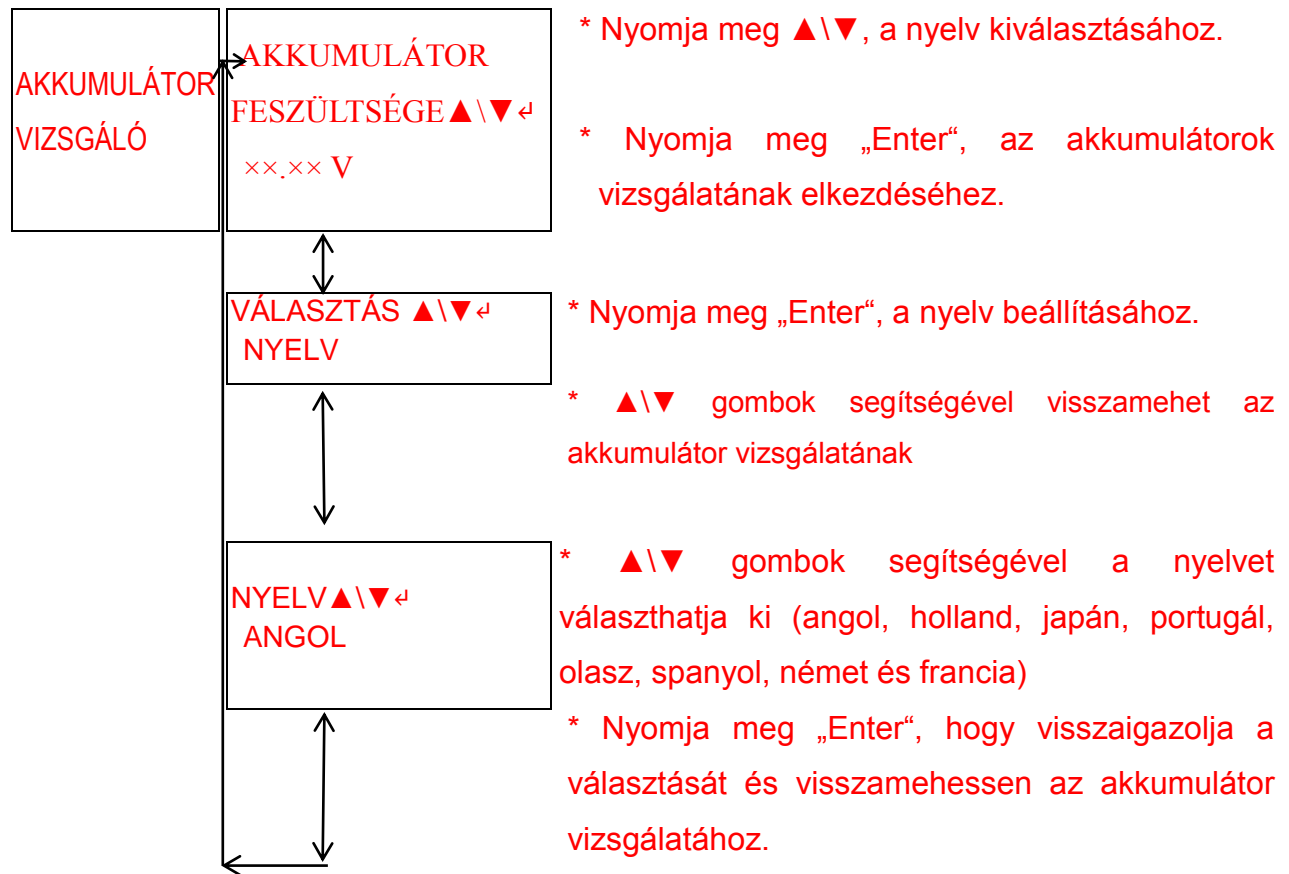 AKKUMULÁTOR
VIZSGÁLÓ
AKKUMULÁTOR
FESZÜLTSÉGE▲\▼↵
××.×× V
* Nyomja meg ▲\▼, a nyelv kiválasztásához.
* Nyomja meg „Enter“, az akkumulátorok
vizsgálatának elkezdéséhez.
VÁLASZTÁS ▲\▼↵
NYELV
* Nyomja meg „Enter“, a nyelv beállításához.
* ▲\▼ gombok segítségével visszamehet az
akkumulátor vizsgálatának
NYELV▲\▼↵
ANGOL
* ▲\▼ gombok segítségével a nyelvet
választhatja ki (angol, holland, japán, portugál,
olasz, spanyol, német és francia)
* Nyomja meg „Enter“, hogy visszaigazolja a
választását és visszamehessen az akkumulátor
vizsgálatához.